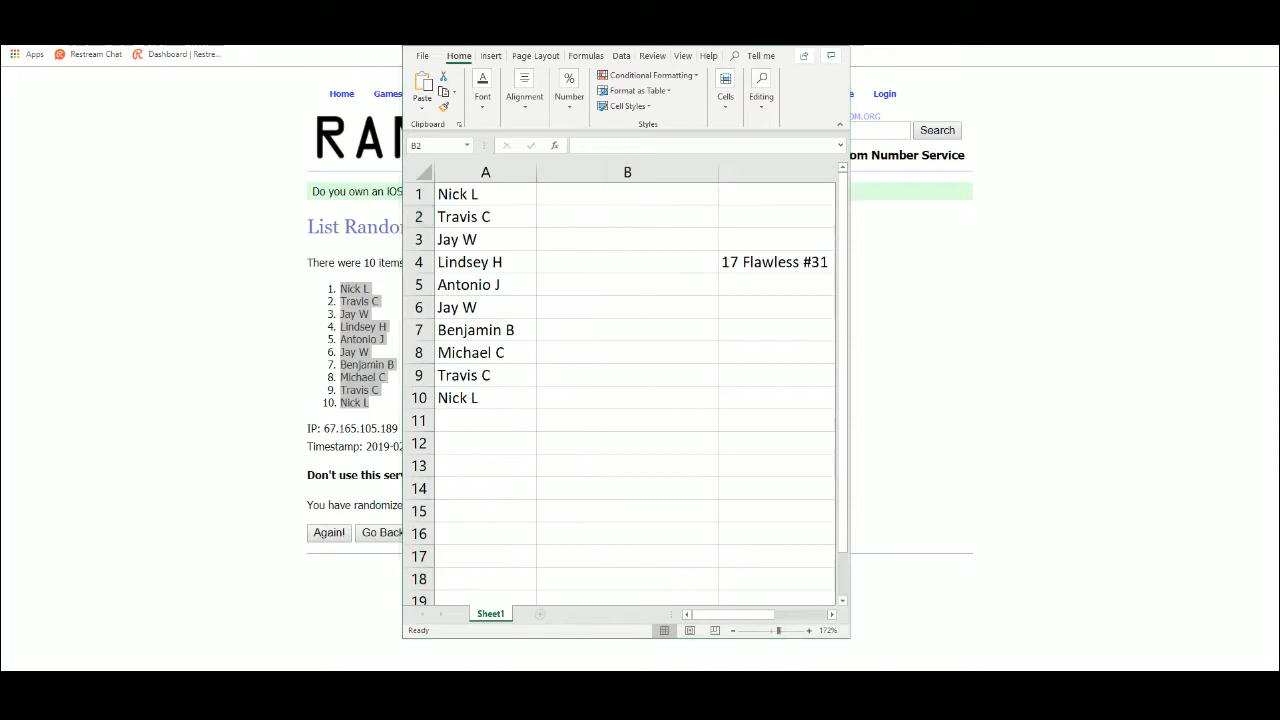 Apps Restream Chat Dashboard | Restre...
File Home Insert Page Layout Formulas Data Review View Help Tell me
Paste Font Alignment Number Conditional Formatting Format as Table Cell Styles Cells Editing
Clipboard Styles
B2
A B
1 Nick L
2 Travis C
3 Jay W
4 Lindsey H 17 Flawless #31
5 Antonio J
6 Jay W
7 Benjamin B
8 Michael C
9 Travis C
10 Nick L
11
12
13
14
15
16
17
18
19
Sheet1
Ready 172%
Home Games
Login
OM.ORG
Search
RAN
om Number Service
Do you own an iOS
List Rando
There were 10 items
1. Nick L
2. Travis C
3. Jay W
4. Lindsey H
5. Antonio J
6. Jay W
7. Benjamin B
8. Michael C
9. Travis C
10. Nick L
IP: 67.165.105.189
Timestamp: 2019-02
Don't use this serv
You have randomize
Again! Go Back